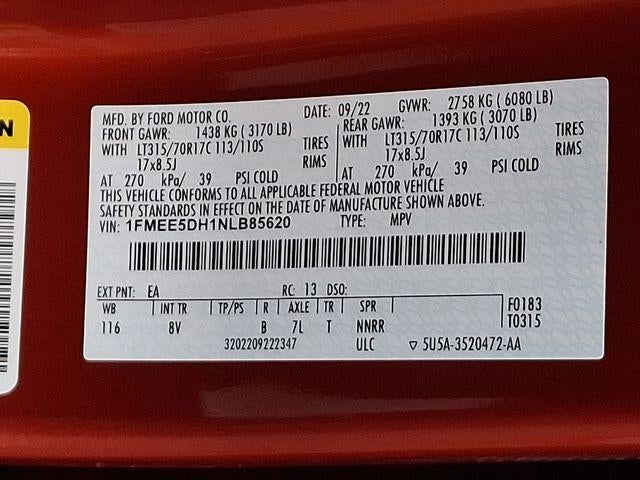 N
MFD. BY FORD MOTOR CO. DATE: 09/22 GVWR: 2758 KG ( 6080 LB)
FRONT GAWR: 1438 KG ( 3170 LB) REAR GAWR: 1393 KG ( 3070 LB)
WITH LT315/70R17C 113/110S TIRES WITH LT315/70R17C 113/110S TIRES
17x8.5J RIMS 17x8.5J RIMS
AT 270 kPa/ 39 PSI COLD AT 270 kPa/ 39 PSI COLD
THIS VEHICLE CONFORMS TO ALL APPLICABLE FEDERAL MOTOR VEHICLE
SAFETY STANDARDS IN EFFECT ON THE DATE OF MANUFACTURE SHOWN ABOVE.
VIN: 1FMEE5DH1NLB85620 TYPE: MPV
EXT PNT: EA RC: 13 DSO:
WB INT TR TP/PS R AXLE TR SPR F0183
116 8V B 7L T NNRR T0315
3202209222347 ULC ▽ 5U5A-3520472-AA